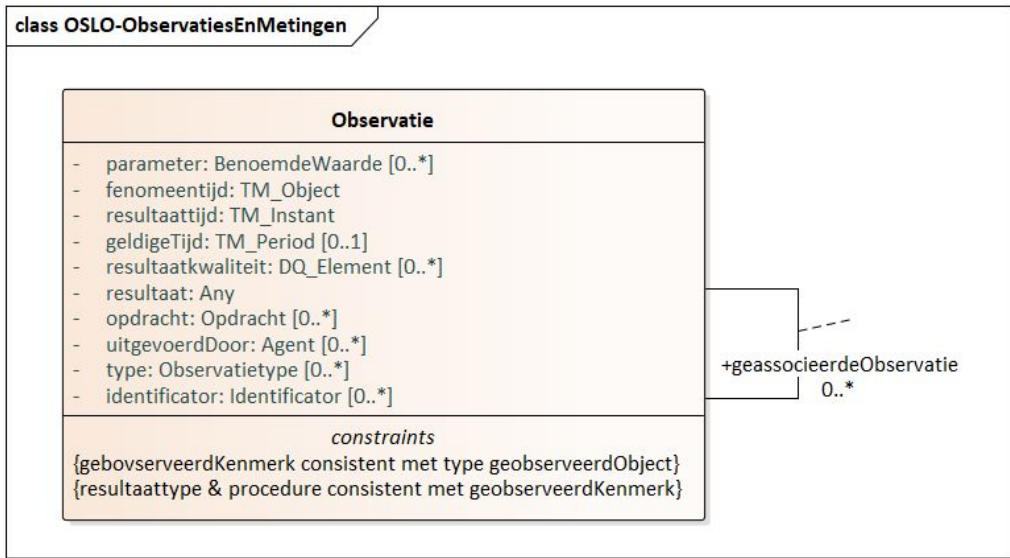 class OSLO-ObservatiesEnMetingen
Observatie
- parameter: BenoemdeWaarde [0..*]
- fenomeentijd: TM_Object
- resultaattijd: TM_Instant
- geldigeTijd: TM_Period [0..1]
- resultaatkwaliteit: DQ_Element [0..*]
- resultaat: Any
- opdracht: Opdracht [0..*]
- uitgevoerdDoor: Agent [0..*]
- type: Observatietype [0..*]
- identificator: Identificator [0..*]
constraints
{gebovserveerdKenmerk consistent met type geobserveerdObject}
{resultaattype & procedure consistent met geobserveerdKenmerk}
+geassocieerdeObservatie
0..*